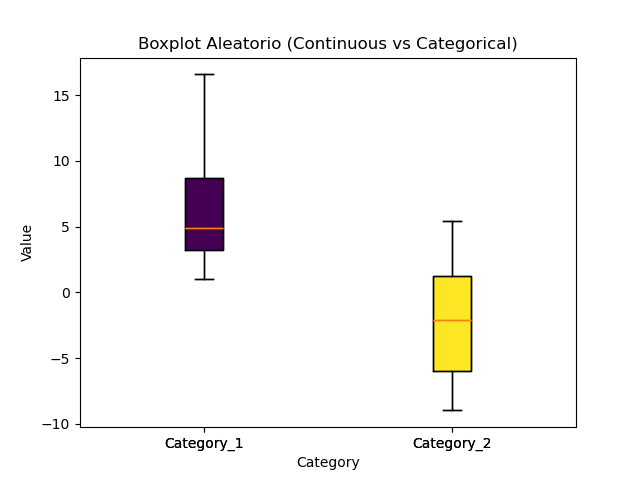 Boxplot Aleatorio (Continuous vs Categorical)
15
10
5
0
−5
−10
Value
Category_1
Category_2
Category